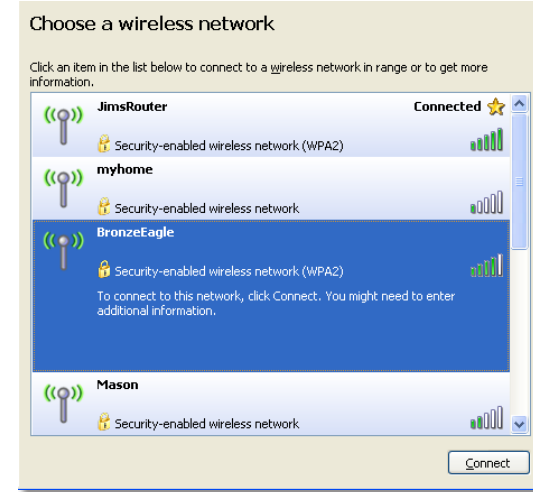 Choose a wireless network
Click an item in the list below to connect to a wireless network in range or to get more
information.
JimsRouter Connected
Security-enabled wireless network (WPA2)
myhome
Security-enabled wireless network
BronzeEagle
Security-enabled wireless network (WPA2)
To connect to this network, click Connect. You might need to enter
additional information.
Mason
Security-enabled wireless network
Connect